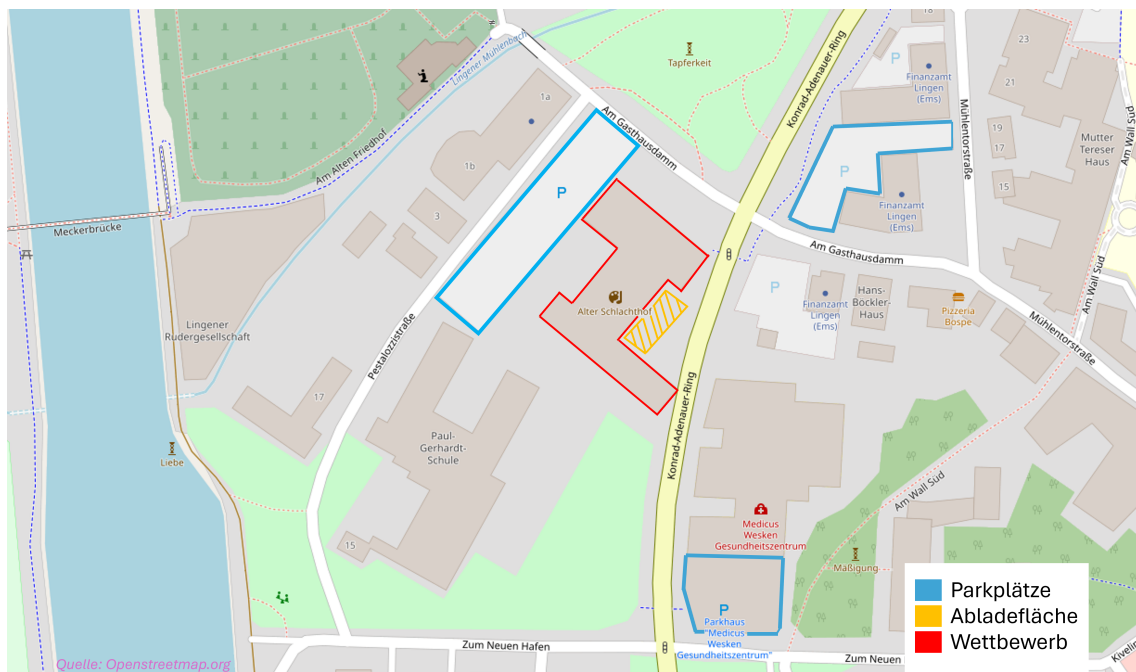 18
23
Konrad-Adenauer-Ring
Am Wall Süd
Lingener Mühlenbach
Tapferkeit
P
Finanzamt
Lingen
(Ems)
21
1a
Am Gasthausdamm
Mühlentorstraße
19
17
Mutter
Tereser
Haus
Am Alten Friedhof
1b
P
P
15
Finanzamt
Lingen
(Ems)
3
Meckerbrücke
Am Gasthausdamm
Am Wall Süd
P
Hans-
Böckler-
Haus
Finanzamt
Lingen
(Ems)
Pizzeria
Bospe
Mühlentorstraße
Alter Schlachthof
Lingener
Rudergesellschaft
Pestalozzistraße
17
Konrad-Adenauer-Ring
Paul-
Gerhardt-
Schule
Liebe
Am Wall Süd
Medicus
Wesken
Gesundheitszentrum
15
Mäßigung
P
Parkhaus
"Medicus
Wesken
Gesundheitszentrum"
Zum Neuen Hafen
Zum Neuen
Parkplätze
Abladefläche
Wettbewerb
Quelle: Openstreetmap.org